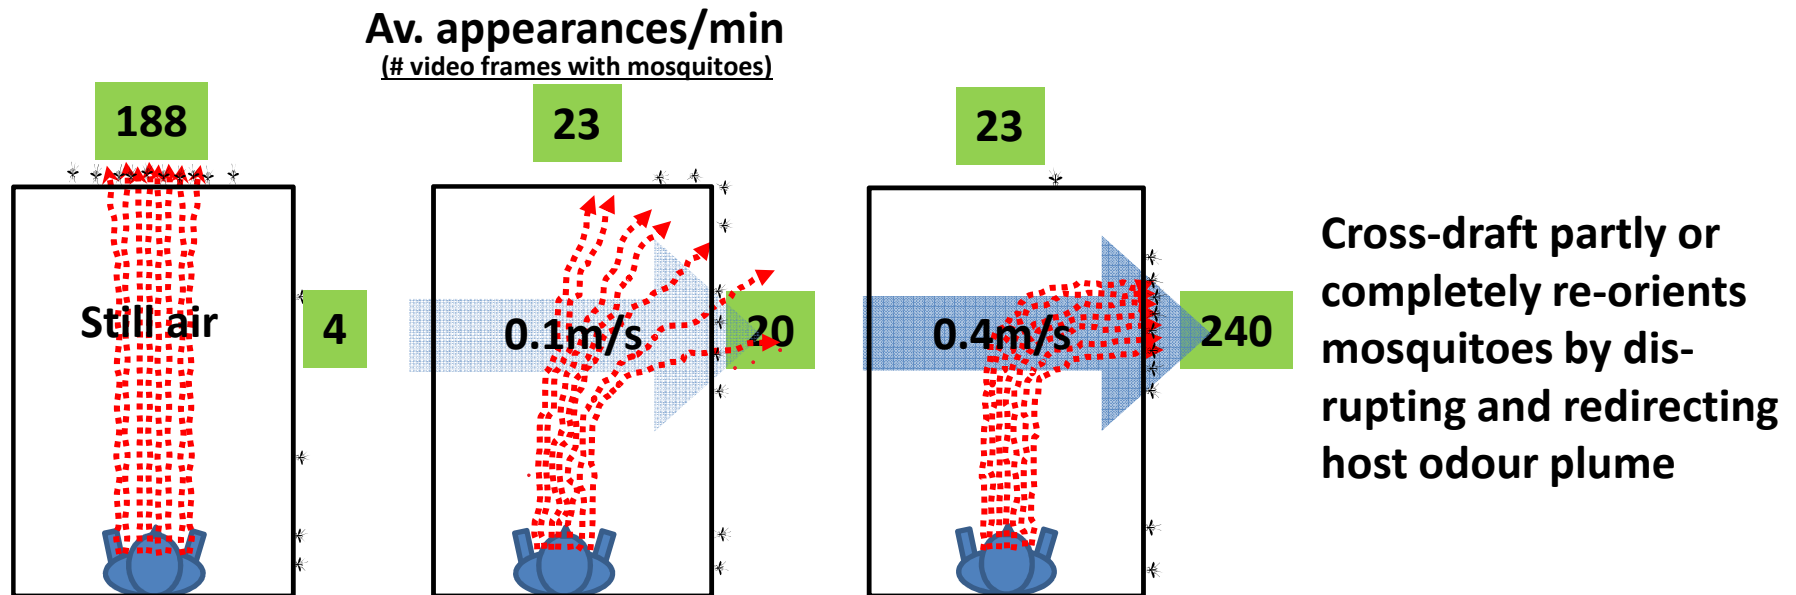 Av. appearances/min
(# video frames with mosquitoes)
188
23
23
Still air
4
0.1m/s
20
0.4m/s
240
Cross-draft partly or
completely re-orients
mosquitoes by dis-
rupting and redirecting
host odour plume